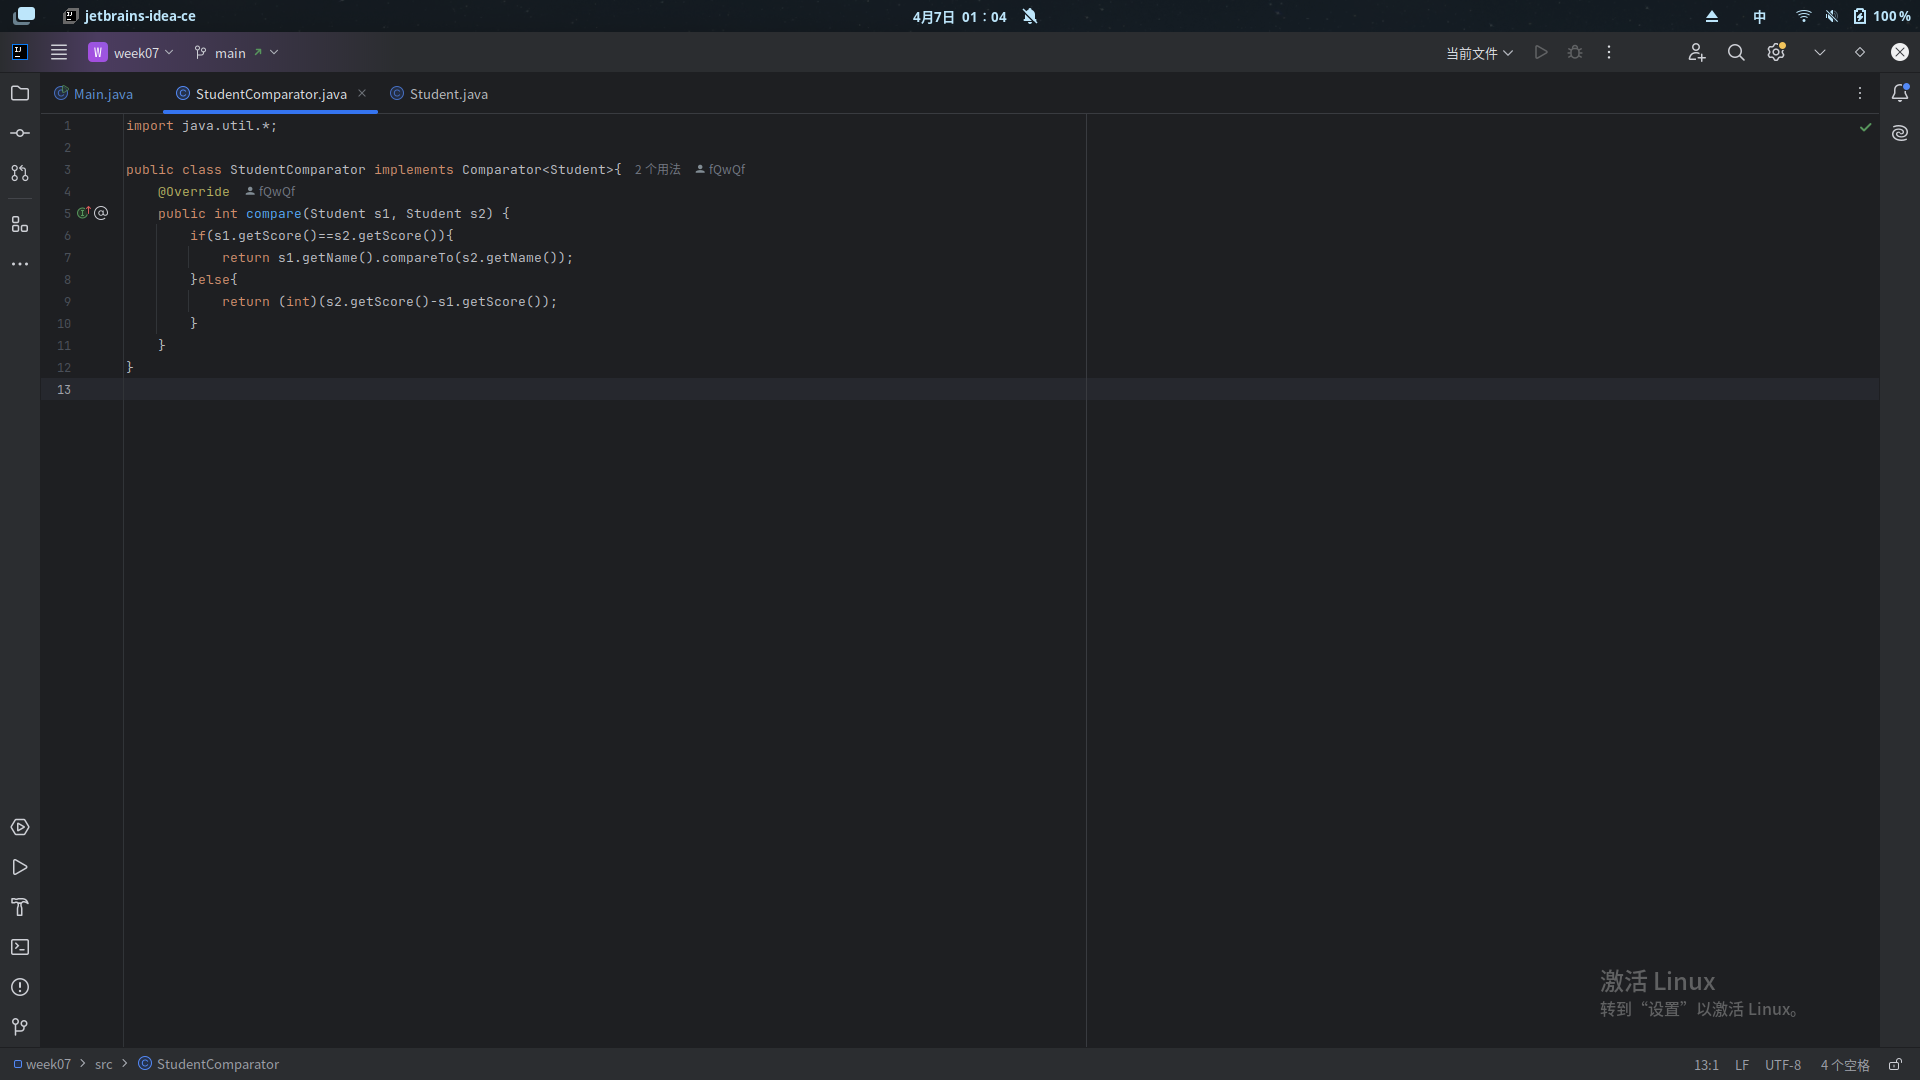 jetbrains-idea-ce
4月7日 01：04
中
100%
IJ
W week07
main
当前文件
Main.java
StudentComparator.java
Student.java
1 import java.util.*;
2
3 public class StudentComparator implements Comparator<Student>{ 2 个用法 fQwQf
4 @Override fQwQf
5 public int compare(Student s1, Student s2) {
6 if(s1.getScore()==s2.getScore()){
7 return s1.getName().compareTo(s2.getName());
8 }else{
9 return (int)(s2.getScore()-s1.getScore());
10 }
11 }
12 }
13
激活 Linux
转到“设置”以激活 Linux。
week07 > src > StudentComparator
13:1 LF UTF-8 4 个空格